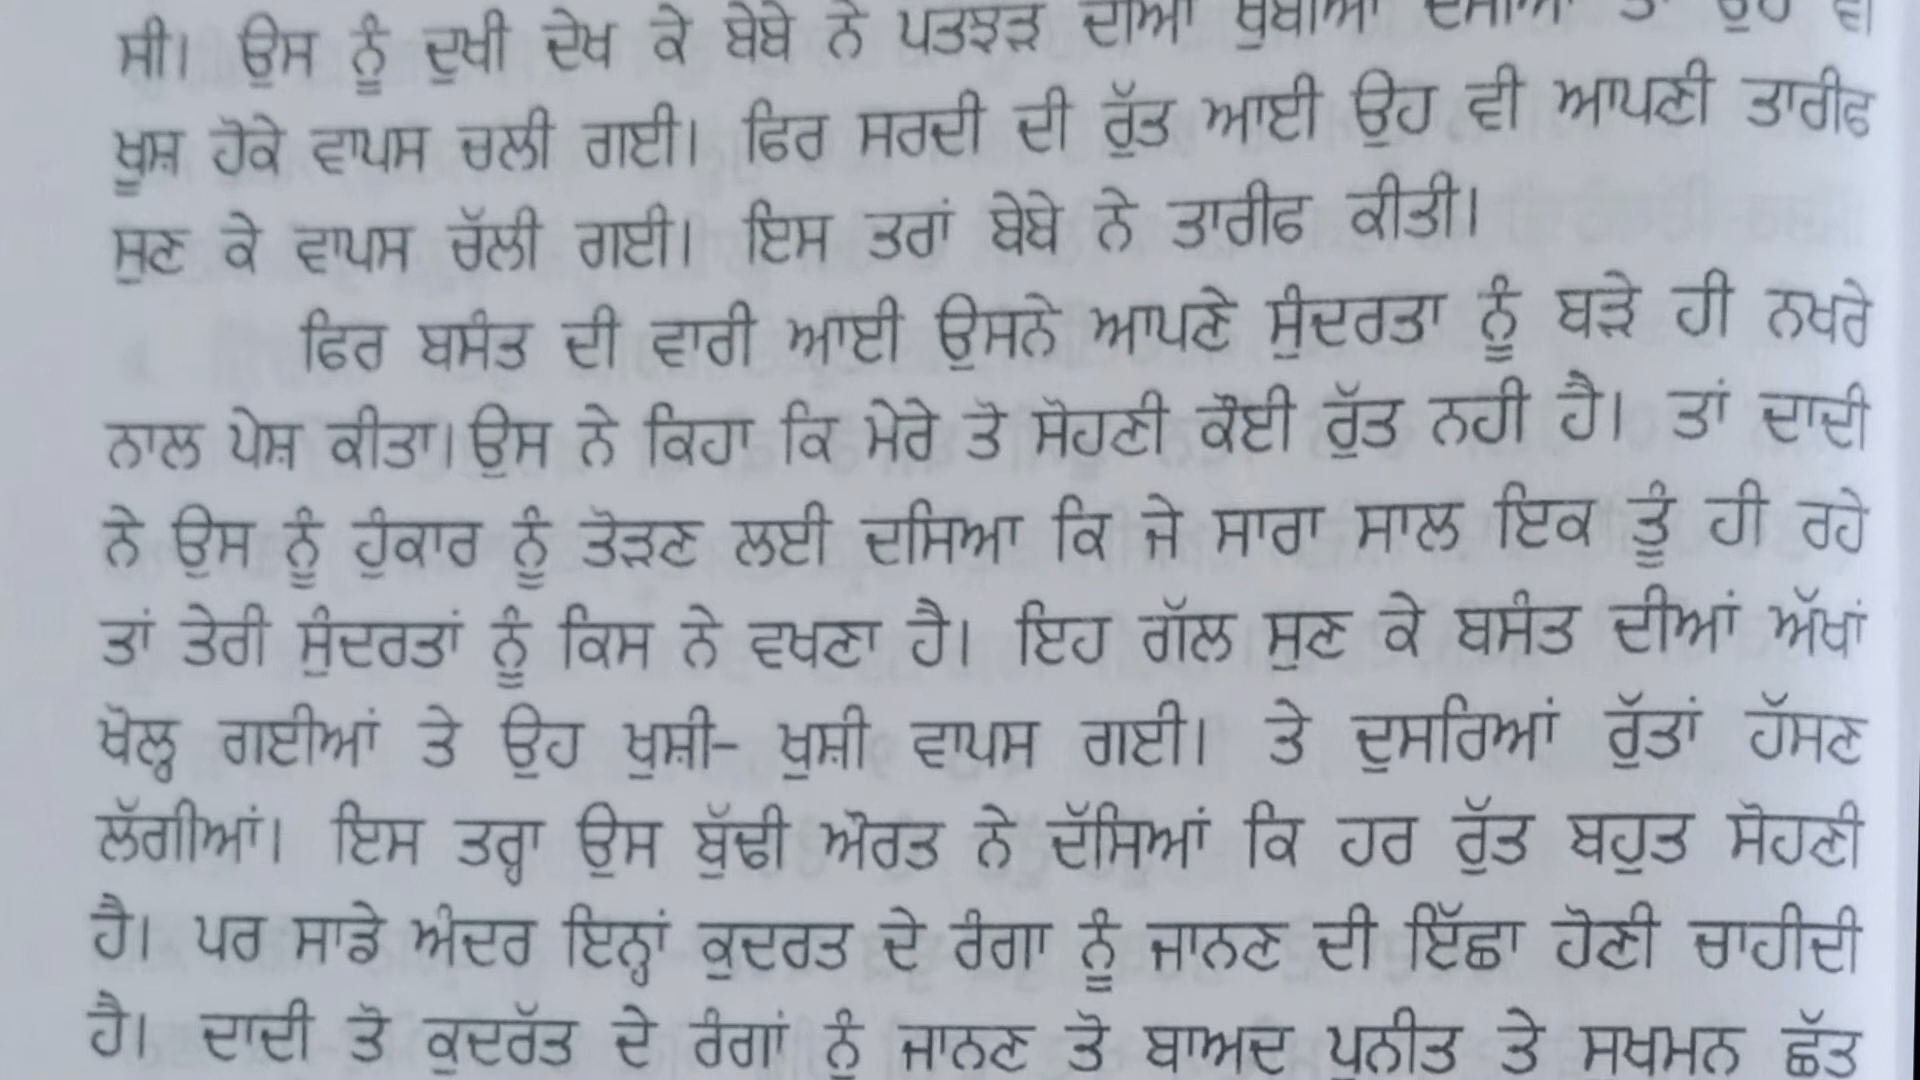 ਸੀ। ਉਸ ਨੂੰ ਦੁਖੀ ਦੇਖ ਕੇ ਬੇਬੇ ਨੇ ਪਤਝੜ ਦੀਆਂ ਖੁਬੀਆਂ ਦਸੀਆਂ ਤਾਂ ਉਹ ਵੀ
ਖੂਸ਼ ਹੋਕੇ ਵਾਪਸ ਚਲੀ ਗਈ। ਫਿਰ ਸਰਦੀ ਦੀ ਰੁੱਤ ਆਈ ਉਹ ਵੀ ਆਪਣੀ ਤਾਰੀਫ
ਸੁਣ ਕੇ ਵਾਪਸ ਚੱਲੀ ਗਈ। ਇਸ ਤਰਾਂ ਬੇਬੇ ਨੇ ਤਾਰੀਫ ਕੀਤੀ।
ਫਿਰ ਬਸੰਤ ਦੀ ਵਾਰੀ ਆਈ ਉਸਨੇ ਆਪਣੇ ਸੁੰਦਰਤਾ ਨੂੰ ਬੜੇ ਹੀ ਨਖਰੇ
ਨਾਲ ਪੇਸ਼ ਕੀਤਾ। ਉਸ ਨੇ ਕਿਹਾ ਕਿ ਮੇਰੇ ਤੋ ਸੋਹਣੀ ਕੋਈ ਰੁੱਤ ਨਹੀ ਹੈ। ਤਾਂ ਦਾਦੀ
ਨੇ ਉਸ ਨੂੰ ਹੁੰਕਾਰ ਨੂੰ ਤੋੜਣ ਲਈ ਦਸਿਆ ਕਿ ਜੇ ਸਾਰਾ ਸਾਲ ਇਕ ਤੂੰ ਹੀ ਰਹੇ
ਤਾਂ ਤੇਰੀ ਸੁੰਦਰਤਾਂ ਨੂੰ ਕਿਸ ਨੇ ਵਖਣਾ ਹੈ। ਇਹ ਗੱਲ ਸੁਣ ਕੇ ਬਸੰਤ ਦੀਆਂ ਅੱਖਾਂ
ਖੋਲ੍ਹ ਗਈਆਂ ਤੇ ਉਹ ਖੁਸ਼ੀ- ਖੁਸ਼ੀ ਵਾਪਸ ਗਈ। ਤੇ ਦੁਸਰਿਆਂ ਰੁੱਤਾਂ ਹੱਸਣ
ਲੱਗੀਆਂ। ਇਸ ਤਰ੍ਹਾ ਉਸ ਬੁੱਢੀ ਔਰਤ ਨੇ ਦੱਸਿਆਂ ਕਿ ਹਰ ਰੁੱਤ ਬਹੁਤ ਸੋਹਣੀ
ਹੈ। ਪਰ ਸਾਡੇ ਅੰਦਰ ਇਨ੍ਹਾਂ ਕੁਦਰਤ ਦੇ ਰੰਗਾ ਨੂੰ ਜਾਨਣ ਦੀ ਇੱਛਾ ਹੋਣੀ ਚਾਹੀਦੀ
ਹੈ। ਦਾਦੀ ਤੋ ਕੁਦਰੱਤ ਦੇ ਰੰਗਾਂ ਨੂੰ ਜਾਨਣ ਤੋ ਬਾਅਦ ਪੁਨੀਤ ਤੇ ਸੁਖਮਨ ਛੱਤ